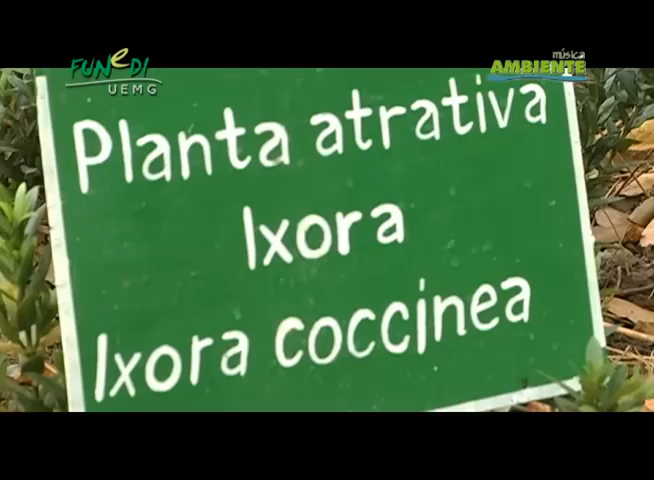 FUNeDI
UEMG
música
AMBIENTE
Planta atrativa
Ixora
Ixora coccinea